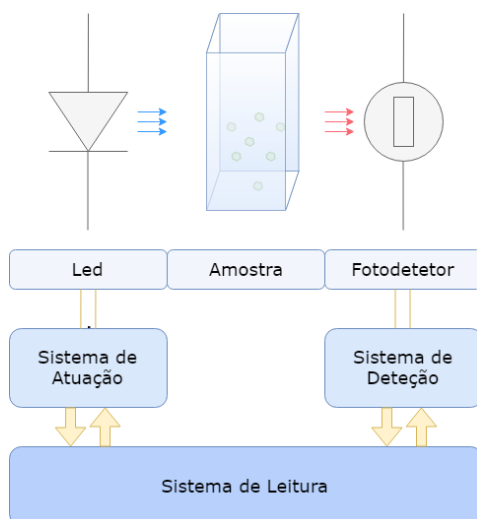 Led
Amostra
Fotodetetor
Sistema de
Atuação
Sistema de
Deteção
Sistema de Leitura